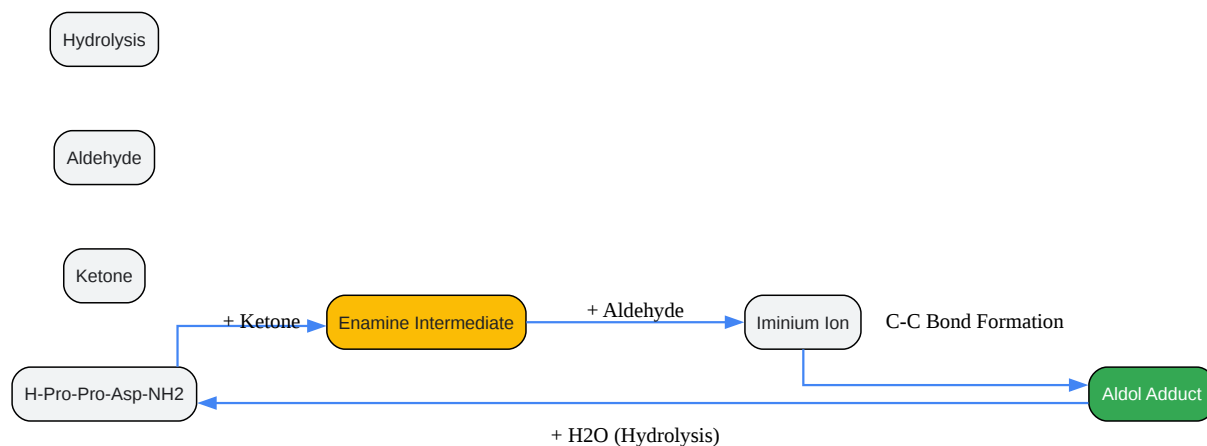 Hydrolysis
Aldehyde
Ketone
+ Ketone
Enamine Intermediate
+ Aldehyde
Iminium Ion
C-C Bond Formation
H-Pro-Pro-Asp-NH2
Aldol Adduct
+ H2O (Hydrolysis)